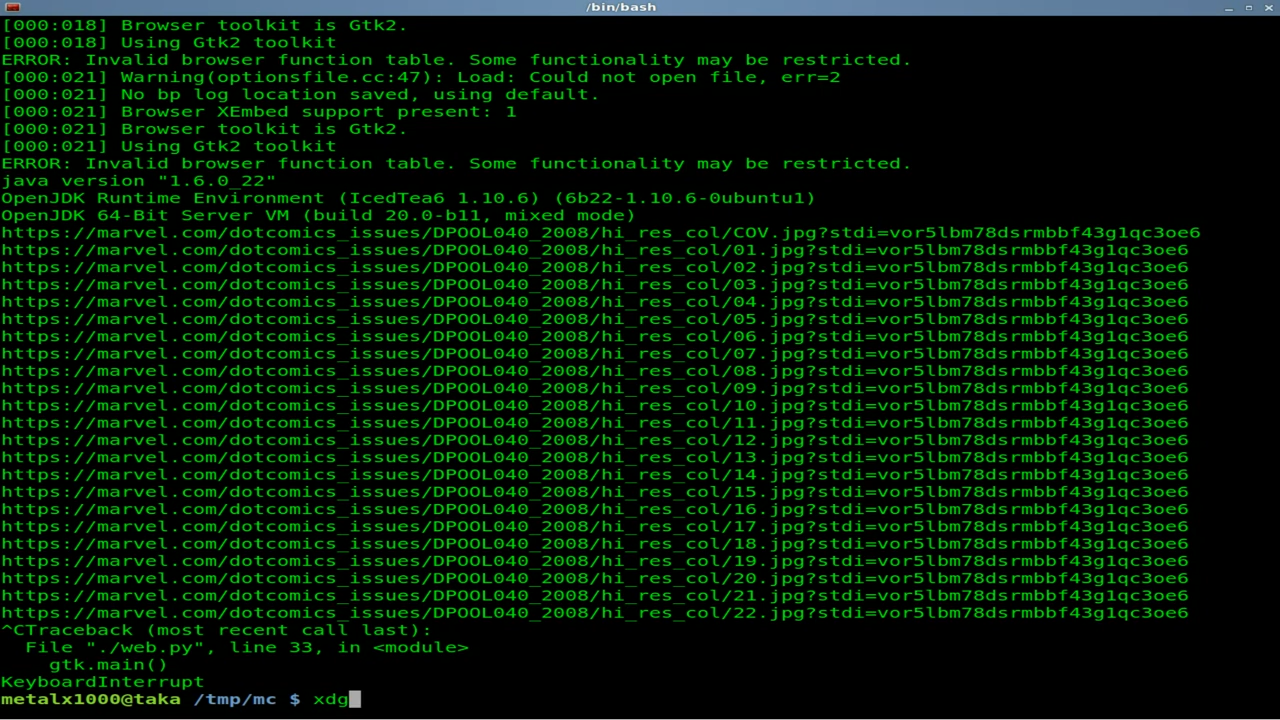 /bin/bash
[000:018] Browser toolkit is Gtk2.
[000:018] Using Gtk2 toolkit
ERROR: Invalid browser function table. Some functionality may be restricted.
[000:021] Warning(optionsfile.cc:47): Load: Could not open file, err=2
[000:021] No bp log location saved, using default.
[000:021] Browser XEmbed support present: 1
[000:021] Browser toolkit is Gtk2.
[000:021] Using Gtk2 toolkit
ERROR: Invalid browser function table. Some functionality may be restricted.
java version "1.6.0_22"
OpenJDK Runtime Environment (IcedTea6 1.10.6) (6b22-1.10.6-0ubuntu1)
OpenJDK 64-Bit Server VM (build 20.0-b11, mixed mode)
https://marvel.com/dotcomics_issues/DPOOL040_2008/hi_res_col/COV.jpg?stdi=vor5lbm78dsrmbbf43g1qc3oe6
https://marvel.com/dotcomics_issues/DPOOL040_2008/hi_res_col/01.jpg?stdi=vor5lbm78dsrmbbf43g1qc3oe6
https://marvel.com/dotcomics_issues/DPOOL040_2008/hi_res_col/02.jpg?stdi=vor5lbm78dsrmbbf43g1qc3oe6
https://marvel.com/dotcomics_issues/DPOOL040_2008/hi_res_col/03.jpg?stdi=vor5lbm78dsrmbbf43g1qc3oe6
https://marvel.com/dotcomics_issues/DPOOL040_2008/hi_res_col/04.jpg?stdi=vor5lbm78dsrmbbf43g1qc3oe6
https://marvel.com/dotcomics_issues/DPOOL040_2008/hi_res_col/05.jpg?stdi=vor5lbm78dsrmbbf43g1qc3oe6
https://marvel.com/dotcomics_issues/DPOOL040_2008/hi_res_col/06.jpg?stdi=vor5lbm78dsrmbbf43g1qc3oe6
https://marvel.com/dotcomics_issues/DPOOL040_2008/hi_res_col/07.jpg?stdi=vor5lbm78dsrmbbf43g1qc3oe6
https://marvel.com/dotcomics_issues/DPOOL040_2008/hi_res_col/08.jpg?stdi=vor5lbm78dsrmbbf43g1qc3oe6
https://marvel.com/dotcomics_issues/DPOOL040_2008/hi_res_col/09.jpg?stdi=vor5lbm78dsrmbbf43g1qc3oe6
https://marvel.com/dotcomics_issues/DPOOL040_2008/hi_res_col/10.jpg?stdi=vor5lbm78dsrmbbf43g1qc3oe6
https://marvel.com/dotcomics_issues/DPOOL040_2008/hi_res_col/11.jpg?stdi=vor5lbm78dsrmbbf43g1qc3oe6
https://marvel.com/dotcomics_issues/DPOOL040_2008/hi_res_col/12.jpg?stdi=vor5lbm78dsrmbbf43g1qc3oe6
https://marvel.com/dotcomics_issues/DPOOL040_2008/hi_res_col/13.jpg?stdi=vor5lbm78dsrmbbf43g1qc3oe6
https://marvel.com/dotcomics_issues/DPOOL040_2008/hi_res_col/14.jpg?stdi=vor5lbm78dsrmbbf43g1qc3oe6
https://marvel.com/dotcomics_issues/DPOOL040_2008/hi_res_col/15.jpg?stdi=vor5lbm78dsrmbbf43g1qc3oe6
https://marvel.com/dotcomics_issues/DPOOL040_2008/hi_res_col/16.jpg?stdi=vor5lbm78dsrmbbf43g1qc3oe6
https://marvel.com/dotcomics_issues/DPOOL040_2008/hi_res_col/17.jpg?stdi=vor5lbm78dsrmbbf43g1qc3oe6
https://marvel.com/dotcomics_issues/DPOOL040_2008/hi_res_col/18.jpg?stdi=vor5lbm78dsrmbbf43g1qc3oe6
https://marvel.com/dotcomics_issues/DPOOL040_2008/hi_res_col/19.jpg?stdi=vor5lbm78dsrmbbf43g1qc3oe6
https://marvel.com/dotcomics_issues/DPOOL040_2008/hi_res_col/20.jpg?stdi=vor5lbm78dsrmbbf43g1qc3oe6
https://marvel.com/dotcomics_issues/DPOOL040_2008/hi_res_col/21.jpg?stdi=vor5lbm78dsrmbbf43g1qc3oe6
https://marvel.com/dotcomics_issues/DPOOL040_2008/hi_res_col/22.jpg?stdi=vor5lbm78dsrmbbf43g1qc3oe6
^CTraceback (most recent call last):
  File "./web.py", line 33, in <module>
    gtk.main()
KeyboardInterrupt
metalx1000@taka /tmp/mc $ xdg